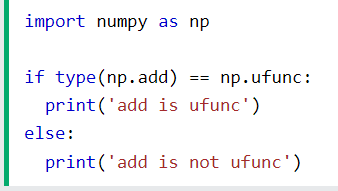 import numpy as np

if type(np.add) == np.ufunc:
  print('add is ufunc')
else:
  print('add is not ufunc')